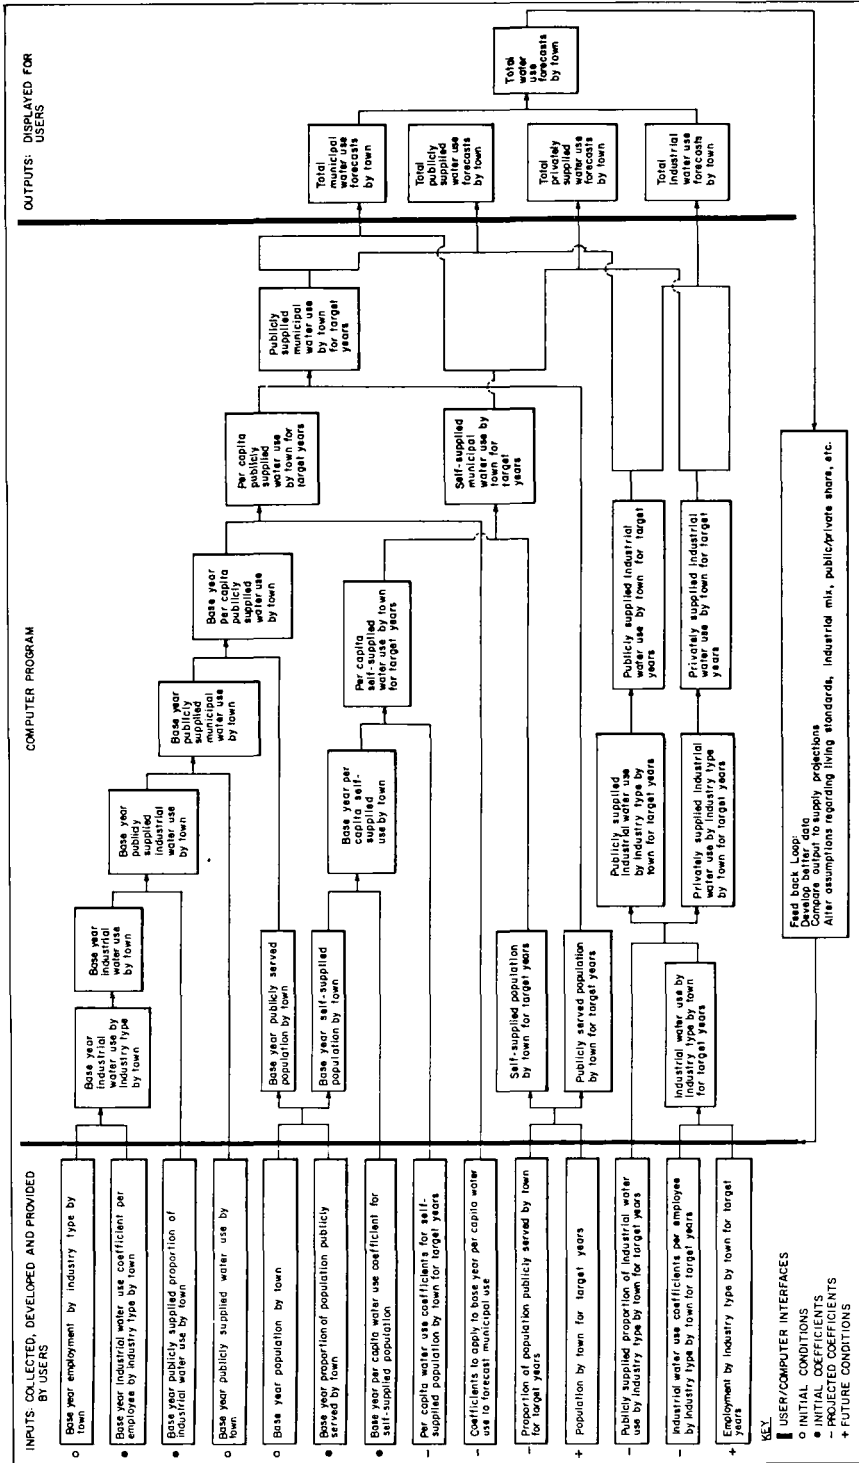 INPUTS: COLLECTED, DEVELOPED AND PROVIDED
BY USERS
COMPUTER PROGRAM
OUTPUTS: DISPLAYED FOR
USERS
o
Base year employment by industry type by
town
●
Base year industrial water use coefficient per
employee by industry type by town
●
Base year publicly supplied proportion of
industrial water use by town
o
Base year publicly supplied water use by
town
o
Base year population by town
●
Base year proportion of population publicly
served by town
●
Base year per capita water use coefficient for
self-supplied population
–
Per capita water use coefficients for self-
supplied population by town for target years
–
Coefficients to apply to base year per capita water
use to forecast municipal use
–
Proportion of population publicly served by town
for target years
+
Population by town for target years
–
Publicly supplied proportion of industrial water
use by industry type by town for target years
–
Industrial water use coefficients per employee
by industry type by town for target years
+
Employment by industry type by town for target
years
Base year
industrial
water use by
industry type
by town
Base year
industrial
water use
by town
Base year
publicly
supplied
industrial
water use
by town
Base year
publicly
supplied
municipal
water use
by town
Base year
per capita
publicly
supplied
water use
by town
Per capita
publicly
supplied
water use
by town for
target years
Publicly
supplied
municipal
water use
by town
for target
years
Base year publicly served
population by town
Base year self-supplied
population by town
Base year per
capita self-
supplied
use by town
Per capita
self-supplied
water use by town
for target years
Self-supplied
municipal
water use by
town for
target
years
Self-supplied population
by town for target years
Publicly served population
by town for target years
Industrial water use by
industry type by town
for target years
Publicly supplied
industrial water use
by industry type by
town for target years
Privately supplied industrial
water use by industry type
by town for target years
Publicly supplied industrial
water use by town for target
years
Privately supplied industrial
water use by town for target
years
Total
municipal
water use
forecasts
by town
Total
publicly
supplied
water use
forecasts
by town
Total
privately
supplied
water use
forecasts
by town
Total
industrial
water use
forecasts
by town
Total
water
use
forecasts
by town
Feed back Loop:
Develop better data
Compare output to supply projections
Alter assumptions regarding living standards, industrial mix, public/private share, etc.
KEY
USER/COMPUTER INTERFACES
o INITIAL CONDITIONS
● INITIAL COEFFICIENTS
– PROJECTED COEFFICIENTS
+ FUTURE CONDITIONS